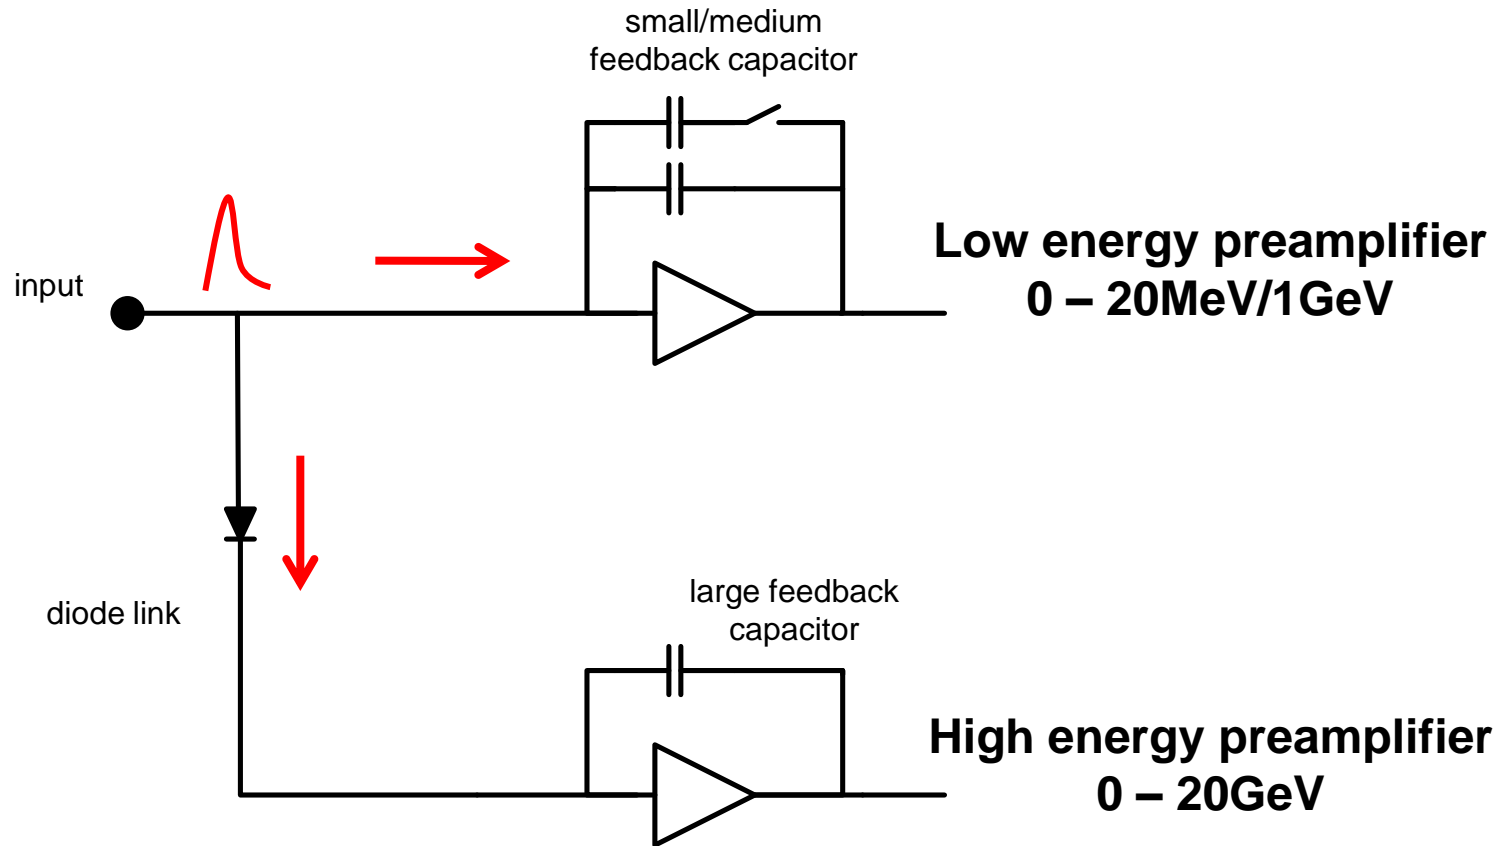 small/medium
feedback capacitor
Low energy preamplifier
0 – 20MeV/1GeV
input
diode link
large feedback
capacitor
High energy preamplifier
0 – 20GeV